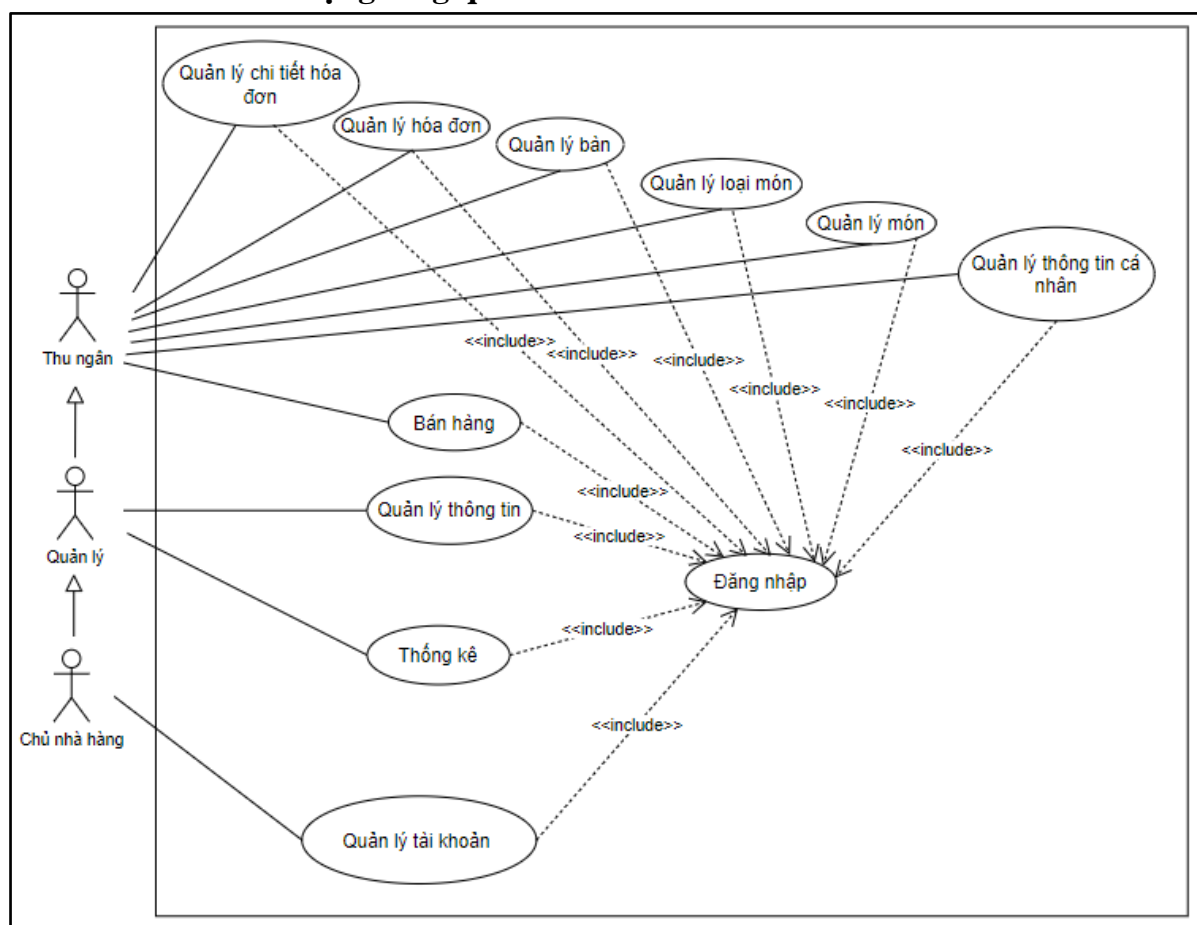 Quản lý chi tiết hóa
đơn
Quản lý hóa đơn
Quản lý bàn
Quản lý loại món
Quản lý món
Quản lý thông tin cá
nhân
Thu ngân
<<include>>
<<include>>
<<include>>
<<include>>
<<include>>
<<include>>
Bán hàng
<<include>>
Quản lý thông tin
<<include>>
Quản lý
Đăng nhập
<<include>>
Thống kê
Chủ nhà hàng
<<include>>
Quản lý tài khoản